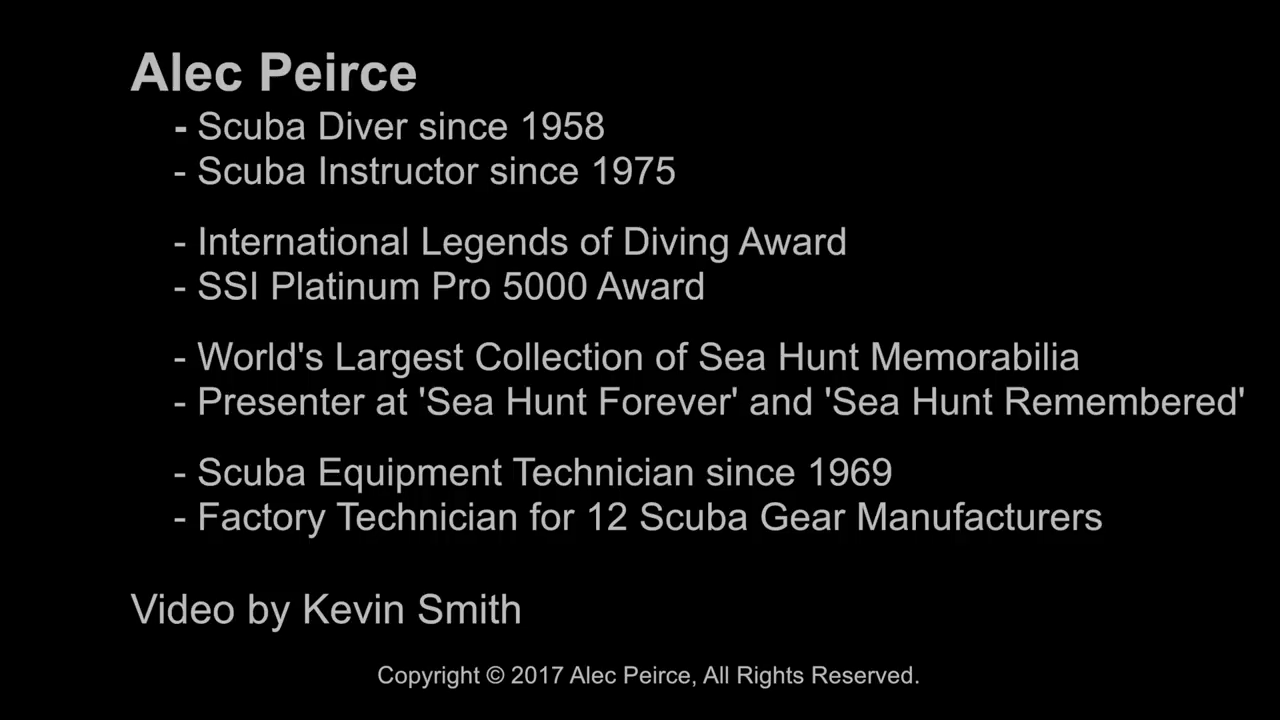 Alec Peirce
- Scuba Diver since 1958
- Scuba Instructor since 1975
- International Legends of Diving Award
- SSI Platinum Pro 5000 Award
- World's Largest Collection of Sea Hunt Memorabilia
- Presenter at 'Sea Hunt Forever' and 'Sea Hunt Remembered'
- Scuba Equipment Technician since 1969
- Factory Technician for 12 Scuba Gear Manufacturers
Video by Kevin Smith
Copyright © 2017 Alec Peirce, All Rights Reserved.